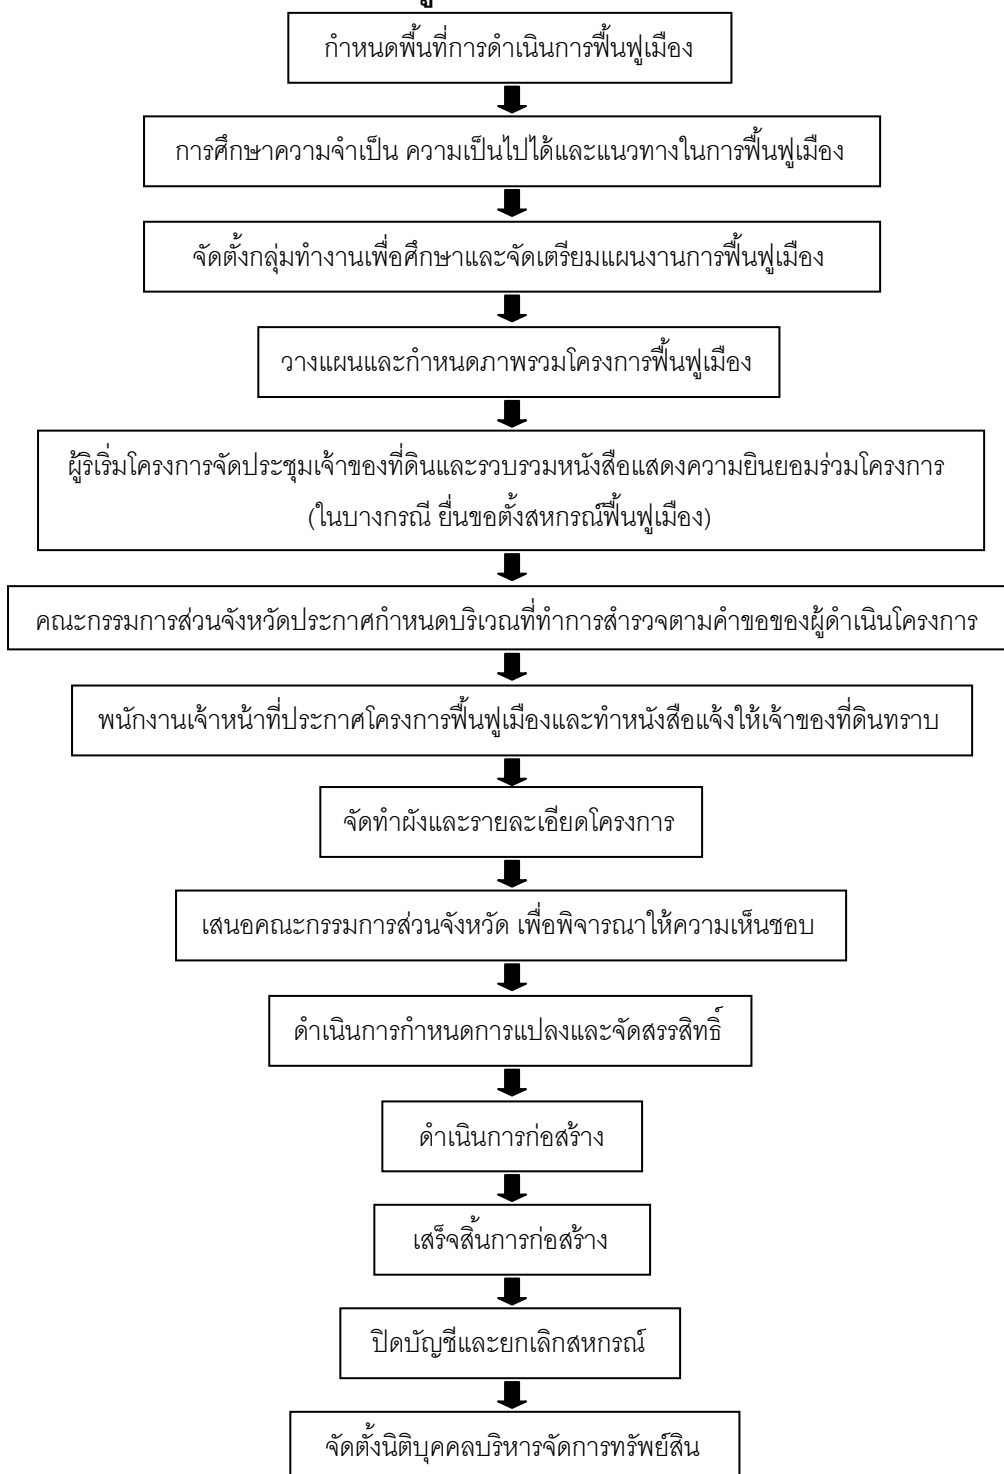 กำหนดพื้นที่การดำเนินการฟื้นฟูเมือง
การศึกษาความจำเป็น ความเป็นไปได้และแนวทางในการฟื้นฟูเมือง
จัดตั้งกลุ่มทำงานเพื่อศึกษาและจัดเตรียมแผนงานการฟื้นฟูเมือง
วางแผนและกำหนดภาพรวมโครงการฟื้นฟูเมือง
ผู้ริเริ่มโครงการจัดประชุมเจ้าของที่ดินและรวบรวมหนังสือแสดงความยินยอมร่วมโครงการ
(ในบางกรณี ยื่นขอตั้งสหกรณ์ฟื้นฟูเมือง)
คณะกรรมการส่วนจังหวัดประกาศกำหนดบริเวณที่ทำการสำรวจตามคำขอของผู้ดำเนินโครงการ
พนักงานเจ้าหน้าที่ประกาศโครงการฟื้นฟูเมืองและทำหนังสือแจ้งให้เจ้าของที่ดินทราบ
จัดทำผังและรายละเอียดโครงการ
เสนอคณะกรรมการส่วนจังหวัด เพื่อพิจารณาให้ความเห็นชอบ
ดำเนินการกำหนดการแปลงและจัดสรรสิทธิ์
ดำเนินการก่อสร้าง
เสร็จสิ้นการก่อสร้าง
ปิดบัญชีและยกเลิกสหกรณ์
จัดตั้งนิติบุคคลบริหารจัดการทรัพย์สิน